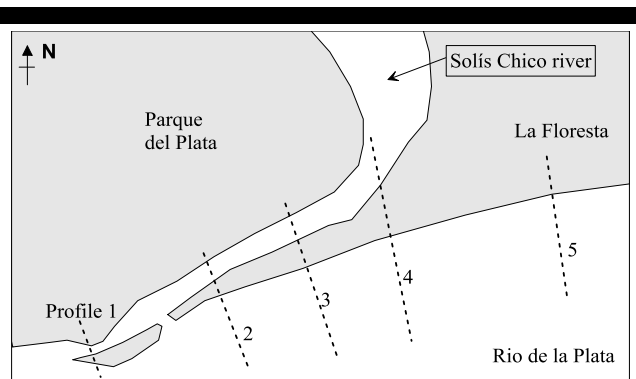 N
Solís Chico river
Parque
del Plata
La Floresta
5
4
3
Profile 1
2
Rio de la Plata